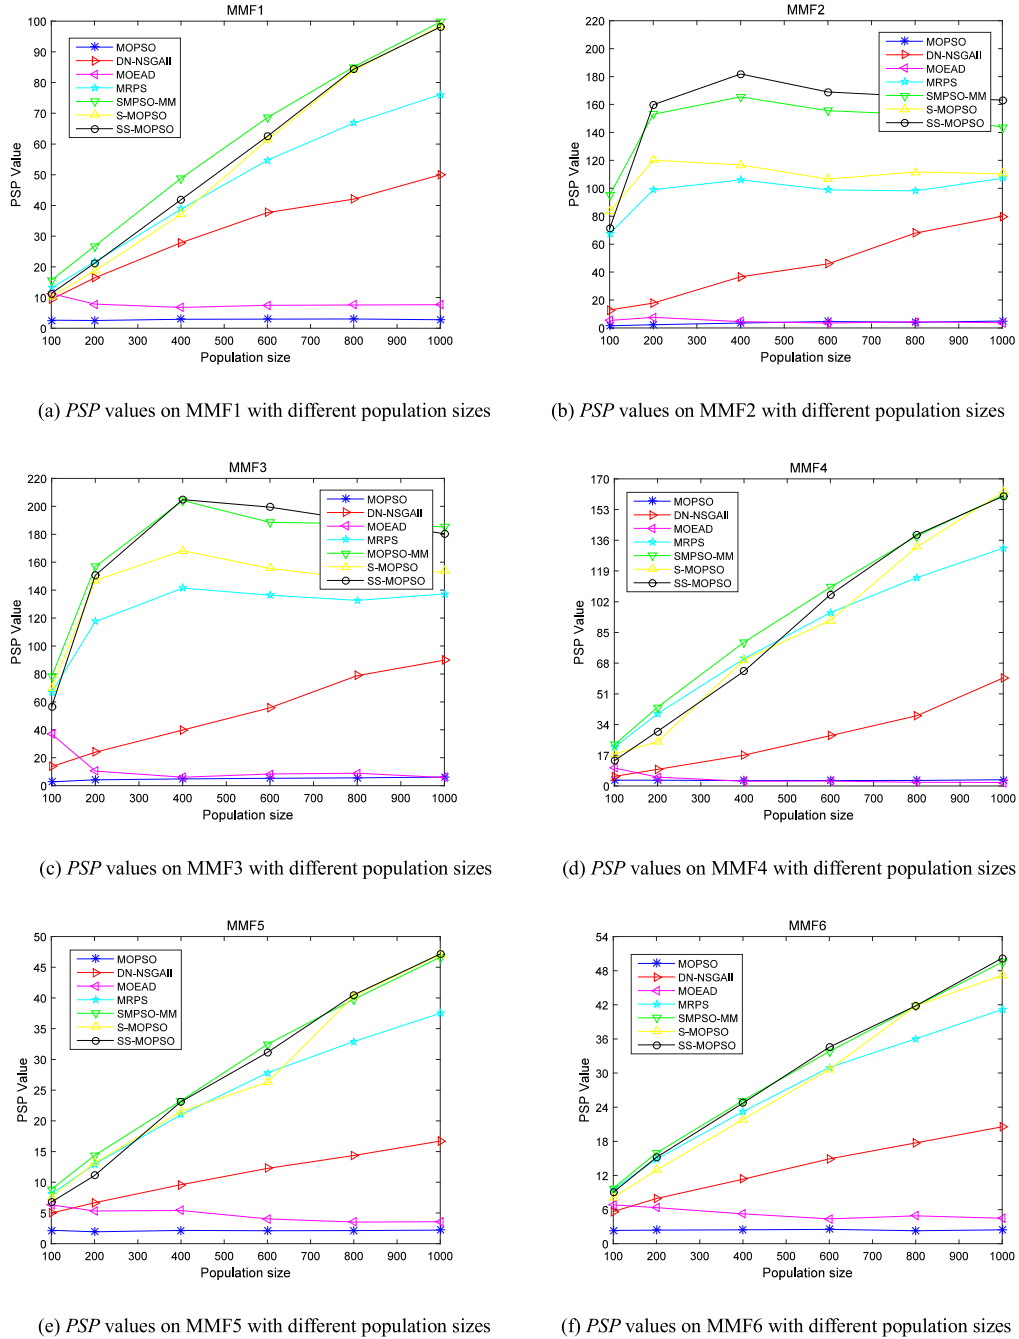 MMF1
100
90
80
70
60
50
40
30
20
10
0
PSP Value
MOPSO
DN-NSGAII
MOEAD
MRPS
SMPSO-MM
S-MOPSO
SS-MOPSO
100 200 300 400 500 600 700 800 900 1000
Population size
(a) PSP values on MMF1 with different population sizes
MMF2
220
200
180
160
140
120
100
80
60
40
20
0
PSP Value
MOPSO
DN-NSGAII
MOEAD
MRPS
SMPSO-MM
S-MOPSO
SS-MOPSO
100 200 300 400 500 600 700 800 900 1000
Population size
(b) PSP values on MMF2 with different population sizes
MMF3
220
200
180
160
140
120
100
80
60
40
20
0
PSP Value
MOPSO
DN-NSGAII
MOEAD
MRPS
MOPSO-MM
S-MOPSO
SS-MOPSO
100 200 300 400 500 600 700 800 900 1000
Population size
(c) PSP values on MMF3 with different population sizes
MMF4
170
153
136
119
102
85
68
51
34
17
0
PSP Value
MOPSO
DN-NSGAII
MOEAD
MRPS
SMPSO-MM
S-MOPSO
SS-MOPSO
100 200 300 400 500 600 700 800 900 1000
Population size
(d) PSP values on MMF4 with different population sizes
MMF5
50
45
40
35
30
25
20
15
10
5
0
PSP Value
MOPSO
DN-NSGAII
MOEAD
MRPS
SMPSO-MM
S-MOPSO
SS-MOPSO
100 200 300 400 500 600 700 800 900 1000
Population size
(e) PSP values on MMF5 with different population sizes
MMF6
54
48
42
36
30
24
18
12
6
0
PSP Value
MOPSO
DN-NSGAII
MOEAD
MRPS
SMPSO-MM
S-MOPSO
SS-MOPSO
100 200 300 400 500 600 700 800 900 1000
Population size
(f) PSP values on MMF6 with different population sizes